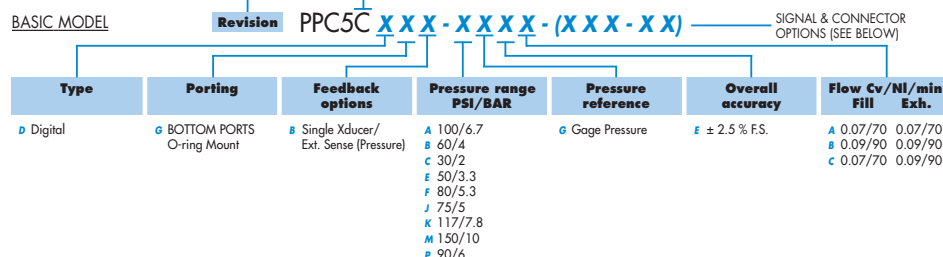 BASIC MODEL
Revision
PPC5C X X X - X X X X - (X X X - X X)
SIGNAL & CONNECTOR
OPTIONS (SEE BELOW)
Type
D Digital
Porting
G BOTTOM PORTS
O-ring Mount
Feedback
options
B Single Xducer/
Ext. Sense (Pressure)
Pressure range
PSI/BAR
A 100/6.7
B 60/4
C 30/2
E 50/3.3
F 80/5.3
J 75/5
K 117/7.8
M 150/10
P 90/6
Pressure
reference
G Gage Pressure
Overall
accuracy
E ± 2.5 % F.S.
Flow Cv/Nl/min
Fill Exh.
A 0.07/70 0.07/70
B 0.09/90 0.09/90
C 0.07/70 0.09/90